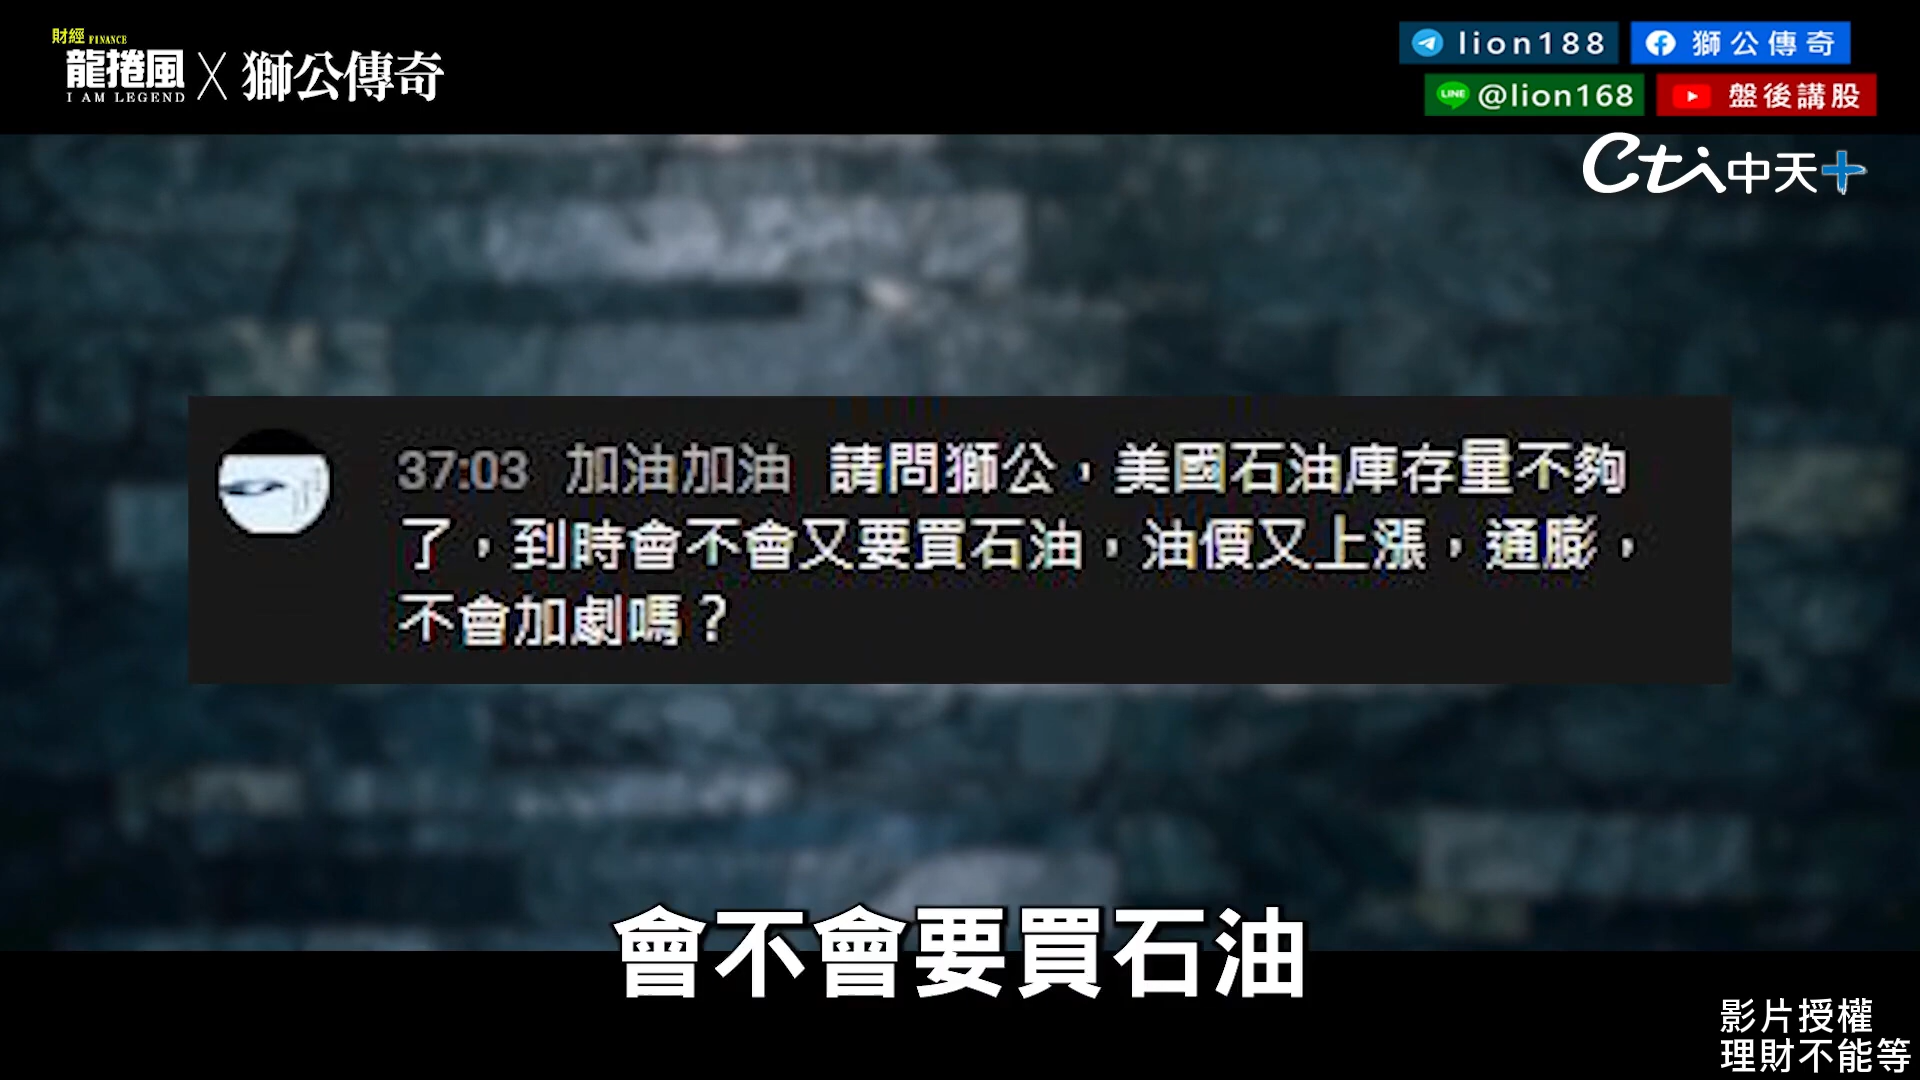 財經 FINANCE
龍捲風 X 獅公傳奇
I AM LEGEND
lion188 獅公傳奇
LINE @lion168 盤後講股
Cti中天+
37:03 加油加油 請問獅公，美國石油庫存量不夠
了，到時會不會又要買石油，油價又上漲，通膨，
不會加劇嗎？
會不會要買石油
影片授權
理財不能等